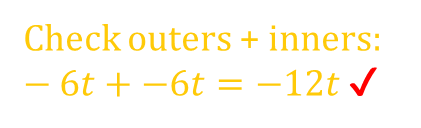 Check outers + inners:
− 6t + −6t = −12t ✓